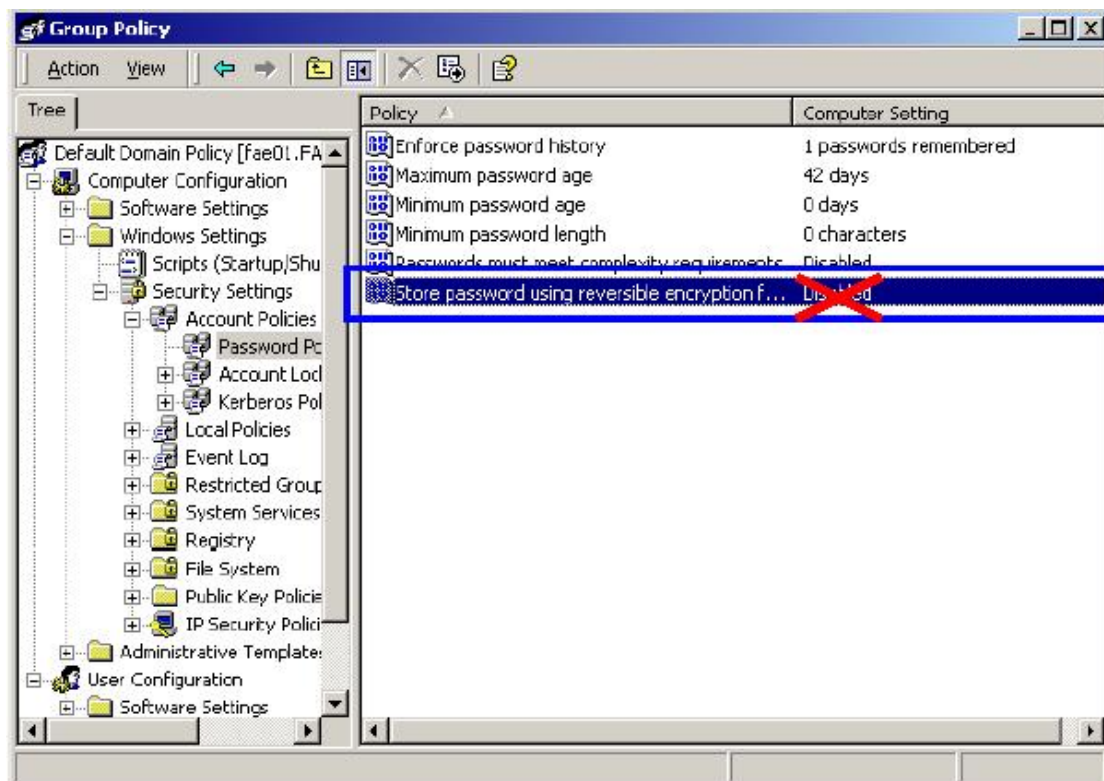 Group Policy
Action View
Tree
Policy Computer Setting
Default Domain Policy [fae01.FA
Computer Configuration
Software Settings
Windows Settings
Scripts (Startup/Shu
Security Settings
Account Policies
Password Po
Account Locl
Kerberos Pol
Local Policies
Event Log
Restricted Group
System Services
Registry
File System
Public Key Policie
IP Security Polici
Administrative Template
User Configuration
Software Settings
Enforce password history 1 passwords remembered
Maximum password age 42 days
Minimum password age 0 days
Minimum password length 0 characters
Passwords must meet complexity requirements Disabled
Store password using reversible encryption f... Disabled